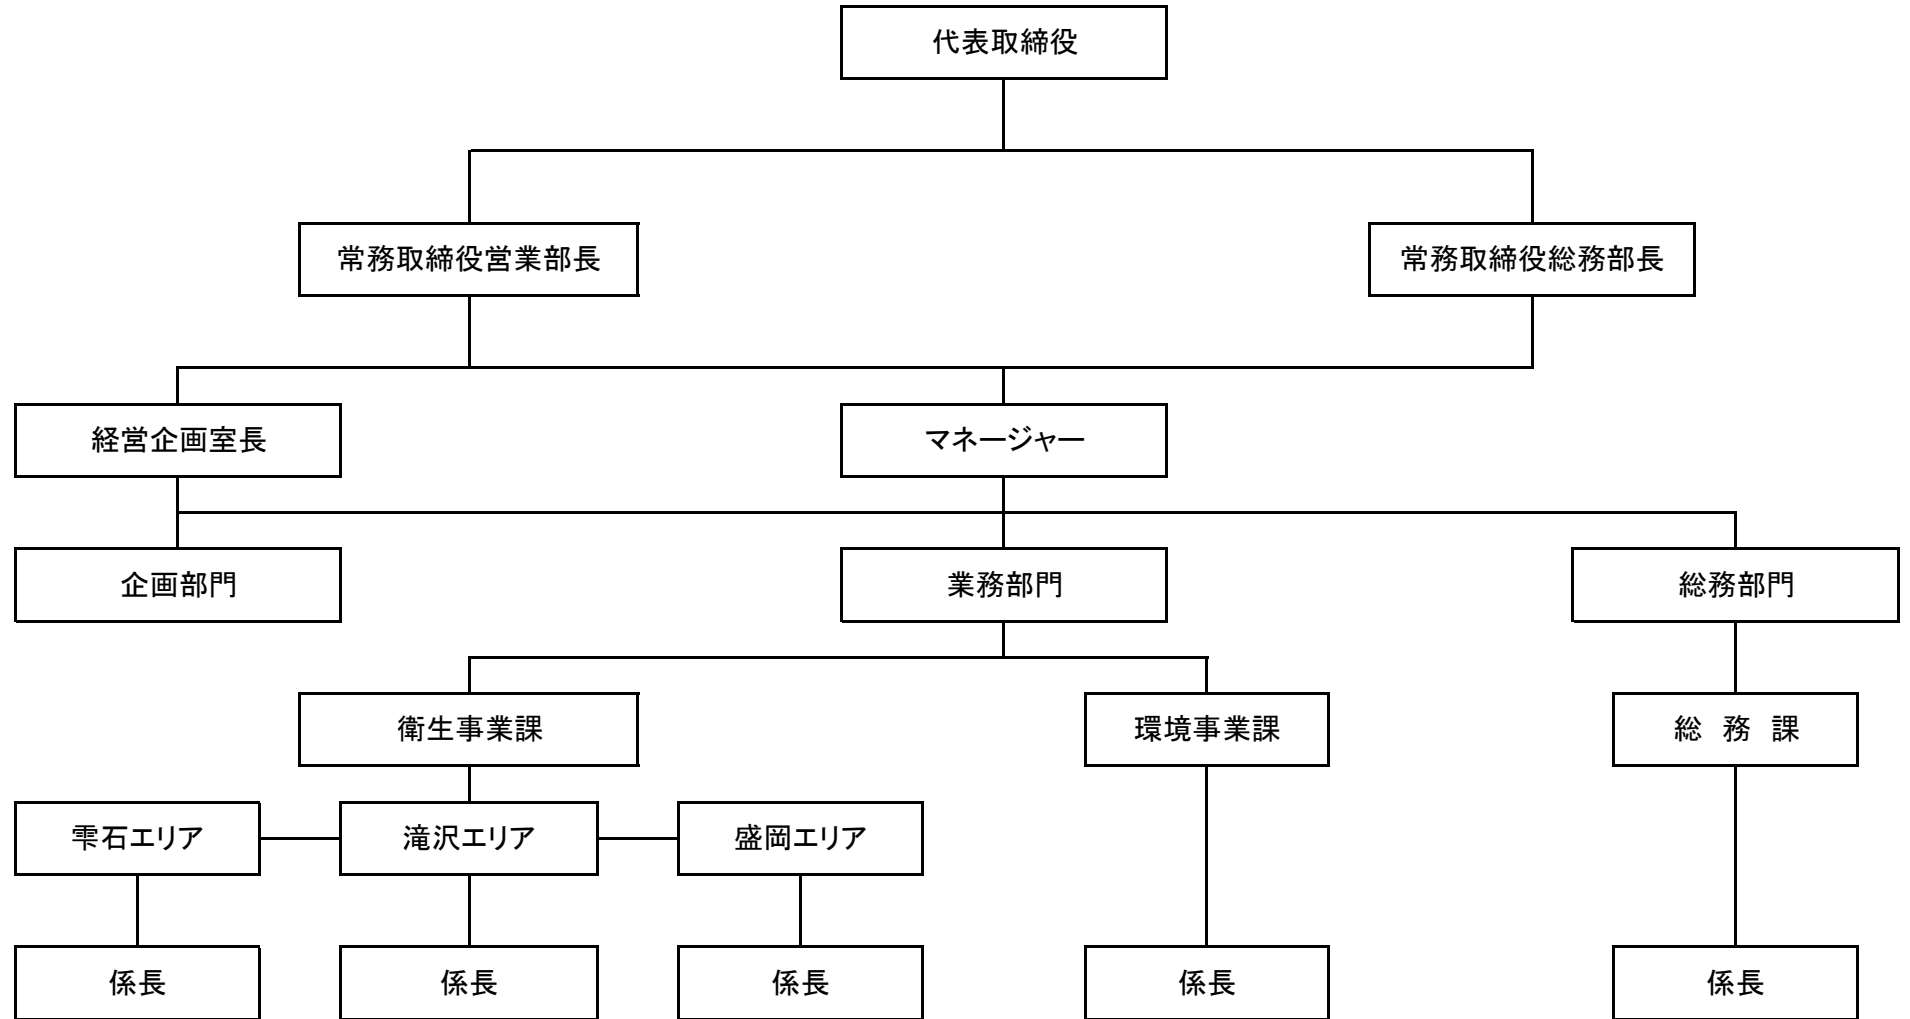 代表取締役
常務取締役営業部長
常務取締役総務部長
経営企画室長
マネージャー
企画部門
業務部門
総務部門
衛生事業課
環境事業課
総 務 課
雫石エリア
滝沢エリア
盛岡エリア
係長
係長
係長
係長
係長